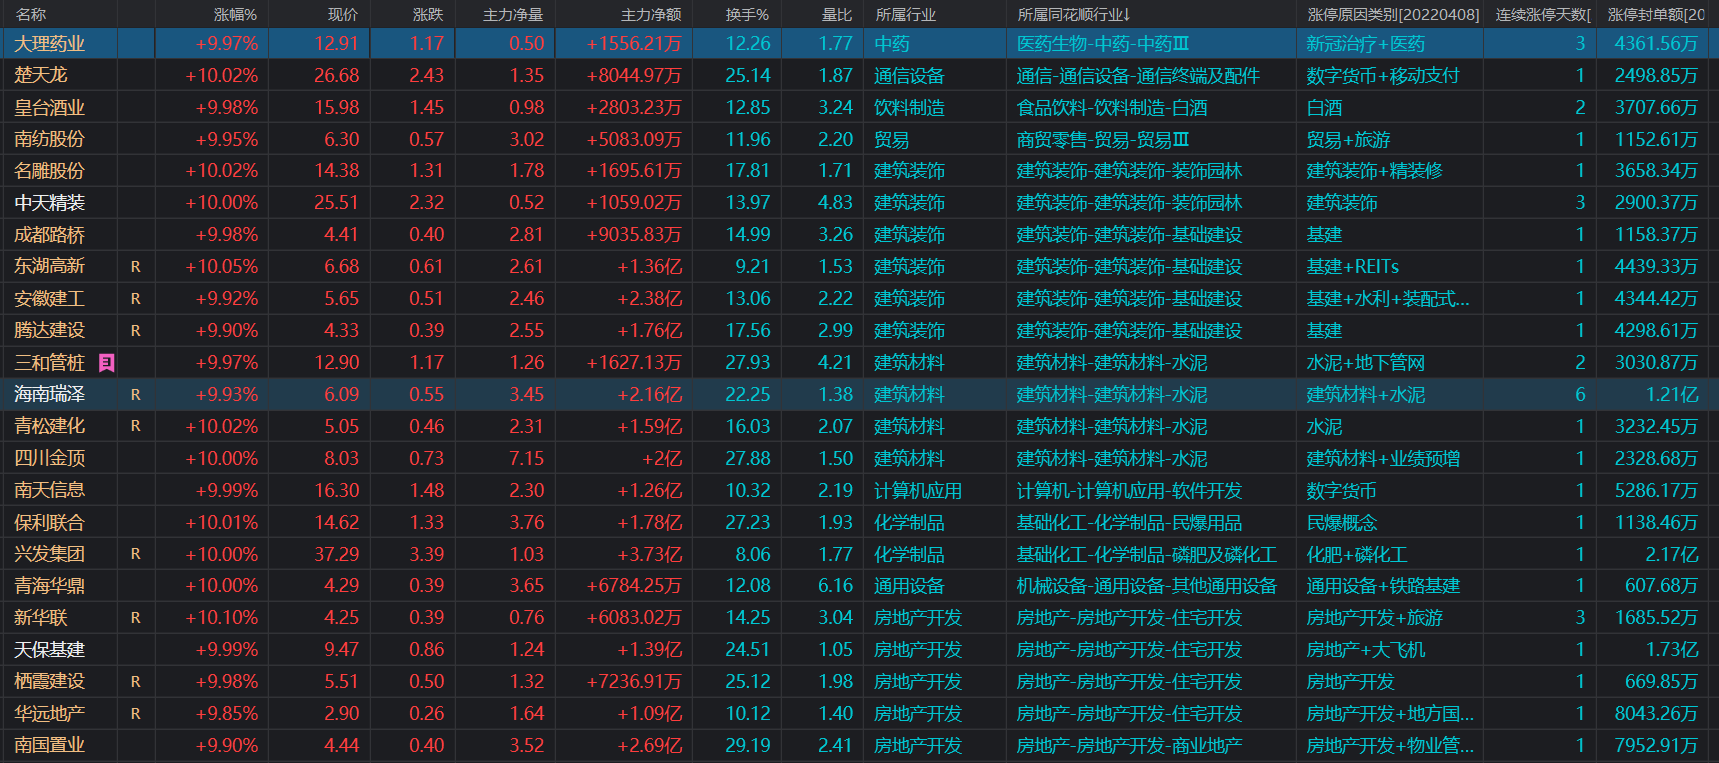 名称 涨幅% 现价 涨跌 主力净量 主力净额 换手% 量比 所属行业 所属同花顺行业↓ 涨停原因类别[20220408] 连续涨停天数[ 涨停封单额[20
大理药业 +9.97% 12.91 1.17 0.50 +1556.21万 12.26 1.77 中药 医药生物-中药-中药Ⅲ 新冠治疗+医药 3 4361.56万
楚天龙 +10.02% 26.68 2.43 1.35 +8044.97万 25.14 1.87 通信设备 通信-通信设备-通信终端及配件 数字货币+移动支付 1 2498.85万
皇台酒业 +9.98% 15.98 1.45 0.98 +2803.23万 12.85 3.24 饮料制造 食品饮料-饮料制造-白酒 白酒 2 3707.66万
南纺股份 +9.95% 6.30 0.57 3.02 +5083.09万 11.96 2.20 贸易 商贸零售-贸易-贸易Ⅲ 贸易+旅游 1 1152.61万
名雕股份 +10.02% 14.38 1.31 1.78 +1695.61万 17.81 1.71 建筑装饰 建筑装饰-建筑装饰-装饰园林 建筑装饰+精装修 1 3658.34万
中天精装 +10.00% 25.51 2.32 0.52 +1059.02万 13.97 4.83 建筑装饰 建筑装饰-建筑装饰-装饰园林 建筑装饰 3 2900.37万
成都路桥 +9.98% 4.41 0.40 2.81 +9035.83万 14.99 3.26 建筑装饰 建筑装饰-建筑装饰-基础建设 基建 1 1158.37万
东湖高新 R +10.05% 6.68 0.61 2.61 +1.36亿 9.21 1.53 建筑装饰 建筑装饰-建筑装饰-基础建设 基建+REITs 1 4439.33万
安徽建工 R +9.92% 5.65 0.51 2.46 +2.38亿 13.06 2.22 建筑装饰 建筑装饰-建筑装饰-基础建设 基建+水利+装配式... 1 4344.42万
腾达建设 R +9.90% 4.33 0.39 2.55 +1.76亿 17.56 2.99 建筑装饰 建筑装饰-建筑装饰-基础建设 基建 1 4298.61万
三和管桩 +9.97% 12.90 1.17 1.26 +1627.13万 27.93 4.21 建筑材料 建筑材料-建筑材料-水泥 水泥+地下管网 2 3030.87万
海南瑞泽 R +9.93% 6.09 0.55 3.45 +2.16亿 22.25 1.38 建筑材料 建筑材料-建筑材料-水泥 建筑材料+水泥 6 1.21亿
青松建化 R +10.02% 5.05 0.46 2.31 +1.59亿 16.03 2.07 建筑材料 建筑材料-建筑材料-水泥 水泥 1 3232.45万
四川金顶 +10.00% 8.03 0.73 7.15 +2亿 27.88 1.50 建筑材料 建筑材料-建筑材料-水泥 建筑材料+业绩预增 1 2328.68万
南天信息 +9.99% 16.30 1.48 2.30 +1.26亿 10.32 2.19 计算机应用 计算机-计算机应用-软件开发 数字货币 1 5286.17万
保利联合 +10.01% 14.62 1.33 3.76 +1.78亿 27.23 1.93 化学制品 基础化工-化学制品-民爆用品 民爆概念 1 1138.46万
兴发集团 R +10.00% 37.29 3.39 1.03 +3.73亿 8.06 1.77 化学制品 基础化工-化学制品-磷肥及磷化工 化肥+磷化工 1 2.17亿
青海华鼎 +10.00% 4.29 0.39 3.65 +6784.25万 12.08 6.16 通用设备 机械设备-通用设备-其他通用设备 通用设备+铁路基建 1 607.68万
新华联 R +10.10% 4.25 0.39 0.76 +6083.02万 14.25 3.04 房地产开发 房地产-房地产开发-住宅开发 房地产开发+旅游 3 1685.52万
天保基建 +9.99% 9.47 0.86 1.24 +1.39亿 24.51 1.05 房地产开发 房地产-房地产开发-住宅开发 房地产+大飞机 1 1.73亿
栖霞建设 R +9.98% 5.51 0.50 1.32 +7236.91万 25.12 1.98 房地产开发 房地产-房地产开发-住宅开发 房地产开发 1 669.85万
华远地产 R +9.85% 2.90 0.26 1.64 +1.09亿 10.12 1.40 房地产开发 房地产-房地产开发-住宅开发 房地产开发+地方国... 1 8043.26万
南国置业 +9.90% 4.44 0.40 3.52 +2.69亿 29.19 2.41 房地产开发 房地产-房地产开发-商业地产 房地产开发+物业管... 1 7952.91万